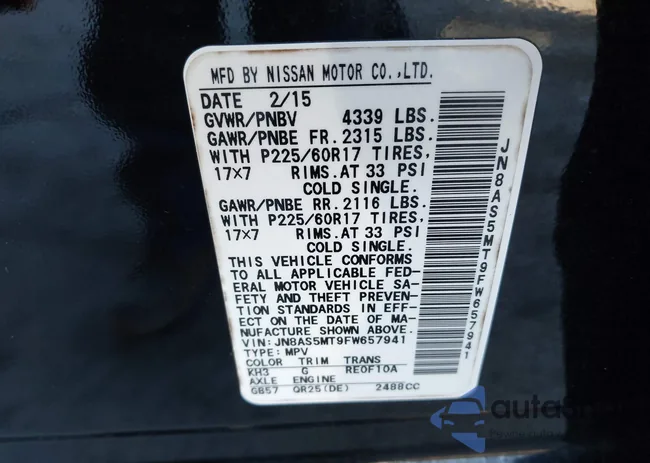 MFD BY NISSAN MOTOR CO.,LTD.
DATE 2/15
GVWR/PNBV 4339 LBS.
GAWR/PNBE FR. 2315 LBS.
WITH P225/60R17 TIRES,
17×7 RIMS.AT 33 PSI
COLD SINGLE.
GAWR/PNBE RR. 2116 LBS.
WITH P225/60R17 TIRES,
17×7 RIMS.AT 33 PSI
COLD SINGLE.
THIS VEHICLE CONFORMS
TO ALL APPLICABLE FED-
ERAL MOTOR VEHICLE SA-
FETY AND THEFT PREVEN-
TION STANDARDS IN EFF-
ECT ON THE DATE OF MA-
NUFACTURE SHOWN ABOVE.
VIN:JN8AS5MT9FW657941
TYPE:MPV
COLOR TRIM TRANS
KH3 G RE0F10A
AXLE ENGINE
GB57 QR25(DE) 2488CC
JN8AS5MT9FW657941